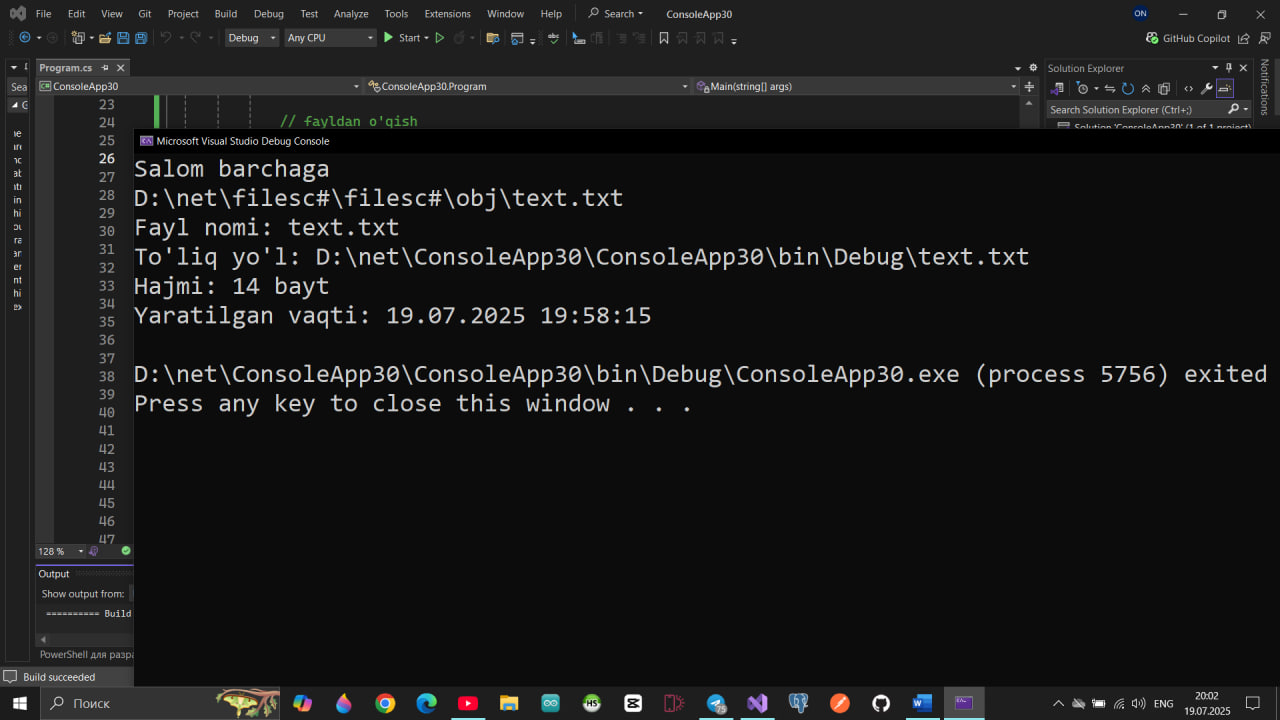 File Edit View Git Project Build Debug Test Analyze Tools Extensions Window Help Search ConsoleApp30 ON
Debug Any CPU Start GitHub Copilot
Program.cs Solution Explorer
ConsoleApp30 ConsoleApp30.Program Main(string[] args)
Search Solution Explorer (Ctrl+;)
Solution 'ConsoleApp30' (1 of 1 project)
Notifications
Sea
23
24 // fayldan o'qish
25
26
27
28
29
30
31
32
33
34
35
36
37
38
39
40
41
42
43
44
45
46
47
Microsoft Visual Studio Debug Console
Salom barchaga
D:\net\filesc#\filesc#\obj\text.txt
Fayl nomi: text.txt
To'liq yo'l: D:\net\ConsoleApp30\ConsoleApp30\bin\Debug\text.txt
Hajmi: 14 bayt
Yaratilgan vaqti: 19.07.2025 19:58:15
D:\net\ConsoleApp30\ConsoleApp30\bin\Debug\ConsoleApp30.exe (process 5756) exited
Press any key to close this window . . .
128 %
Output
Show output from:
========== Build
PowerShell для разра
Build succeeded
Поиск
HS
75
ENG
20:02
19.07.2025